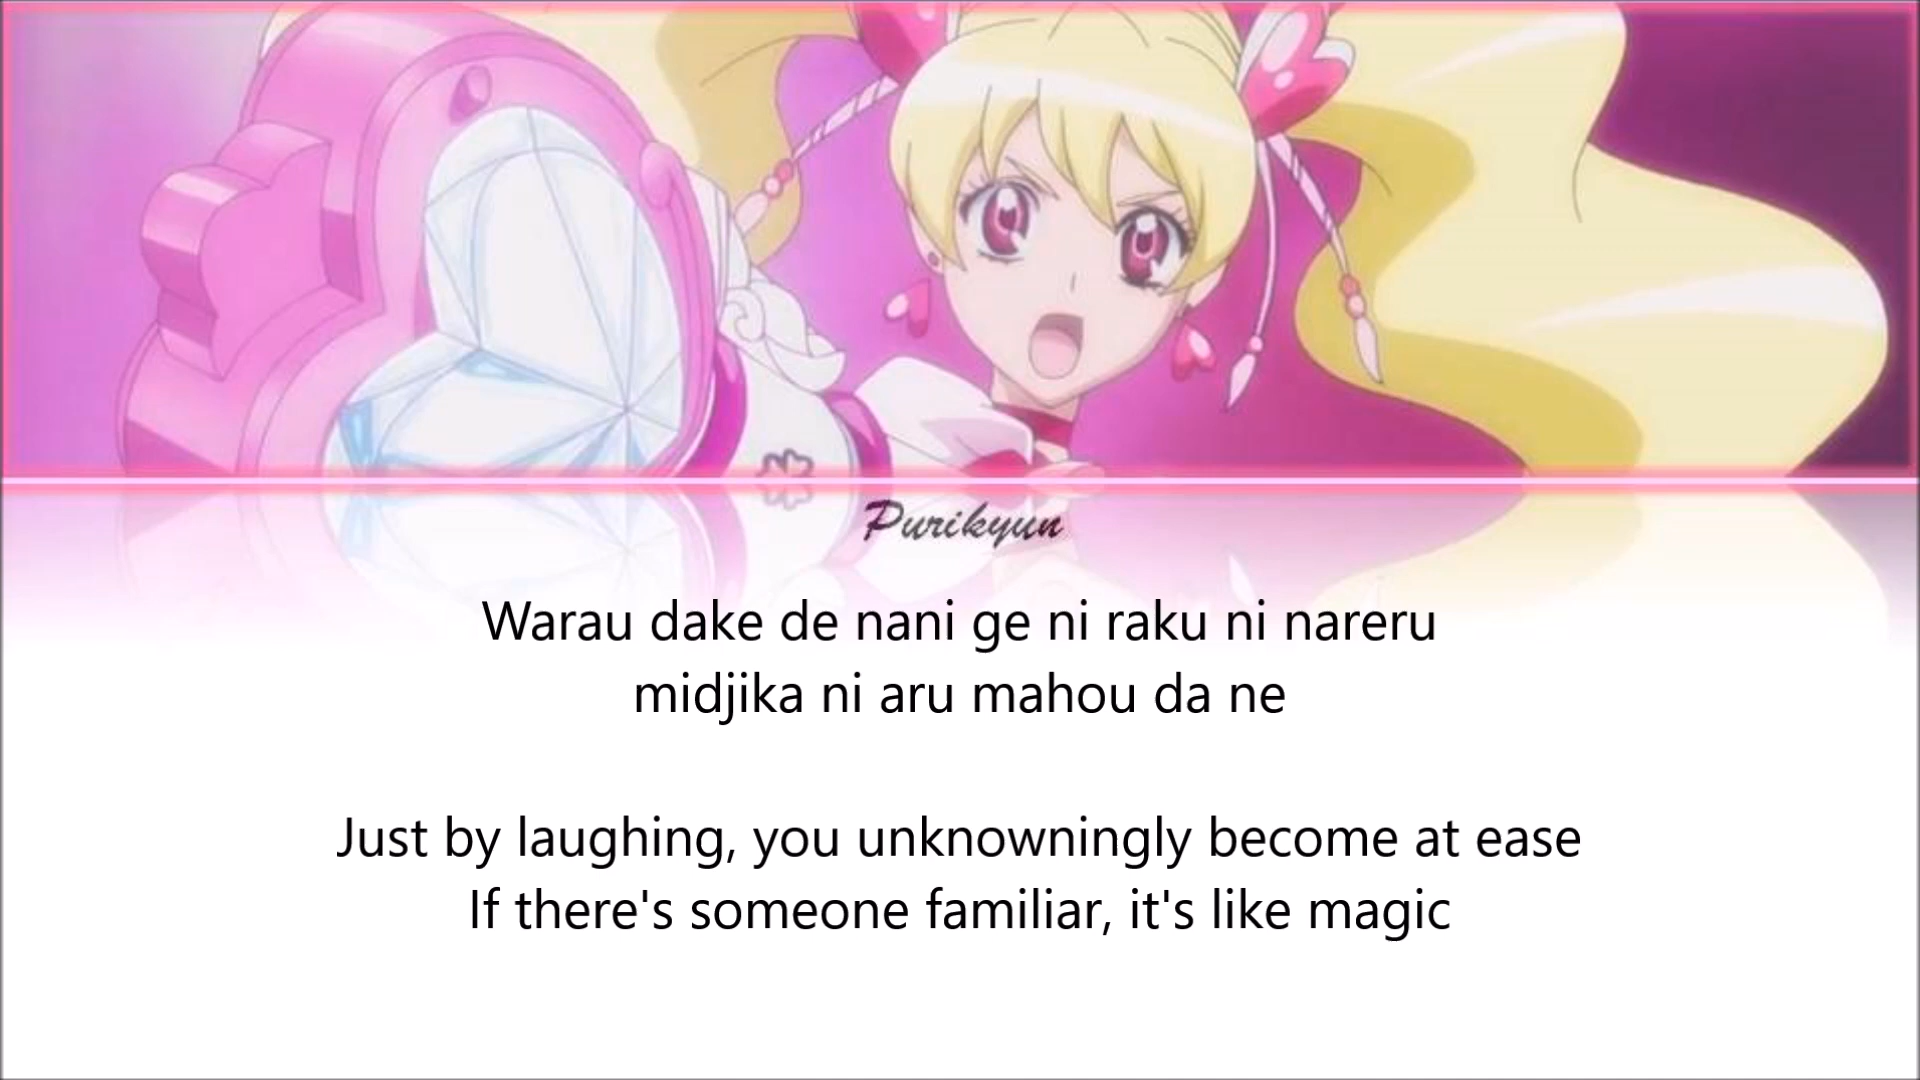 Purikyun
Warau dake de nani ge ni raku ni nareru
midjika ni aru mahou da ne
Just by laughing, you unknowningly become at ease
If there's someone familiar, it's like magic